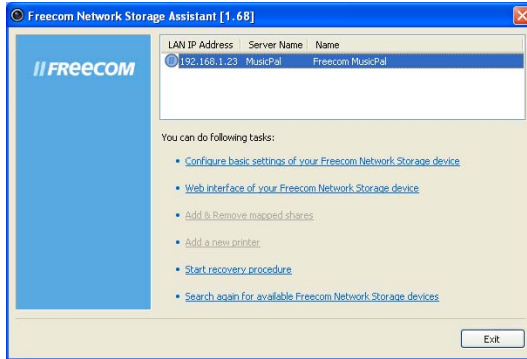 Freecom Network Storage Assistant [1.68]
FREECOM
LAN IP Address Server Name Name
192.168.1.23 MusicPal Freecom MusicPal
You can do following tasks:
• Configure basic settings of your Freecom Network Storage device
• Web interface of your Freecom Network Storage device
• Add & Remove mapped shares
• Add a new printer
• Start recovery procedure
• Search again for available Freecom Network Storage devices
Exit